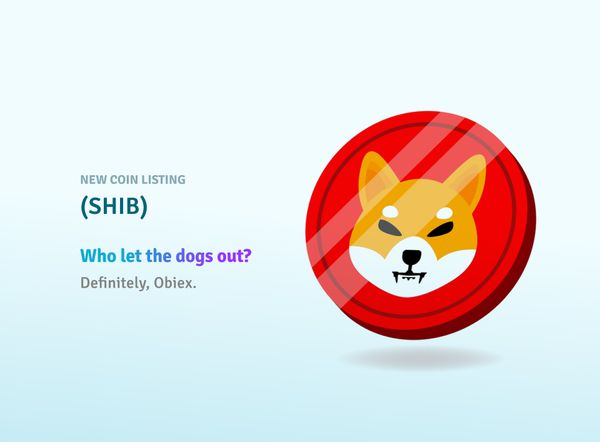 NEW COIN LISTING
(SHIB)
Who let the dogs out?
Definitely, Obiex.